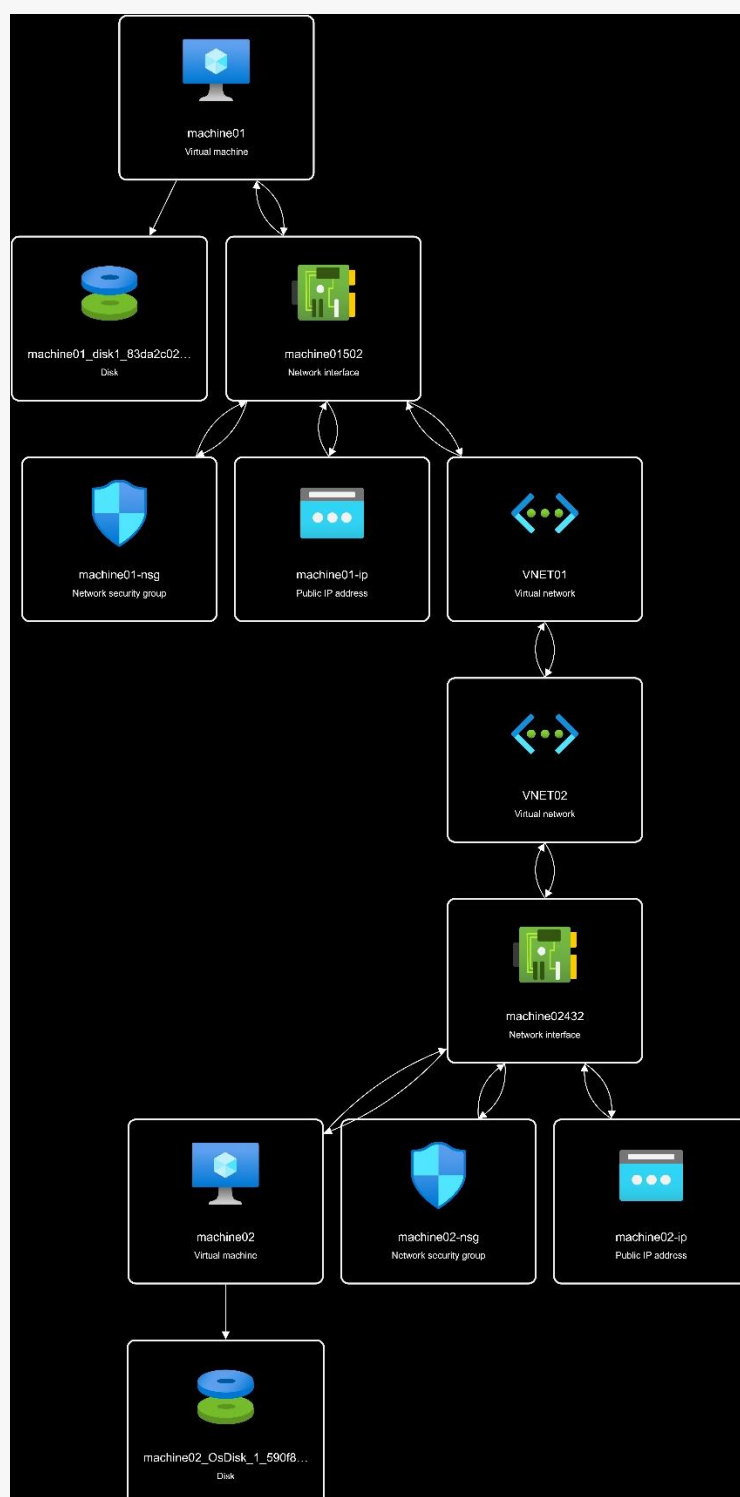 machine01
Virtual machine
machine01_disk1_83da2c02...
Disk
machine01502
Network interface
machine01-nsg
Network security group
machine01-ip
Public IP address
VNET01
Virtual network
VNET02
Virtual network
machine02432
Network interface
machine02
Virtual machine
machine02-nsg
Network security group
machine02-ip
Public IP address
machine02_OsDisk_1_590f8...
Disk